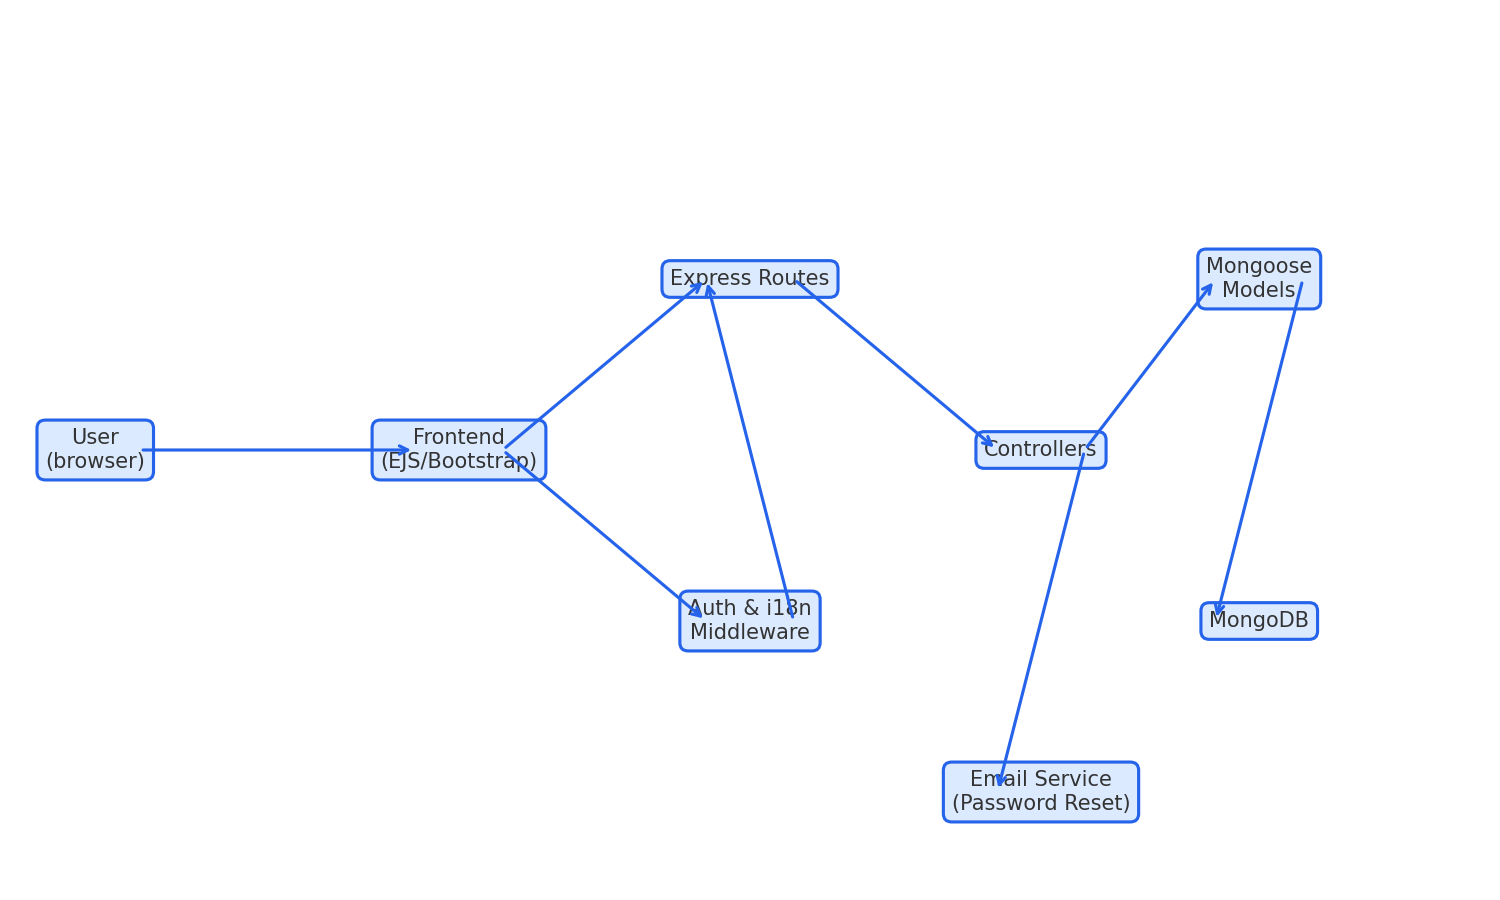 User
(browser)
Frontend
(EJS/Bootstrap)
Express Routes
Auth & i18n
Middleware
Controllers
Email Service
(Password Reset)
Mongoose
Models
MongoDB